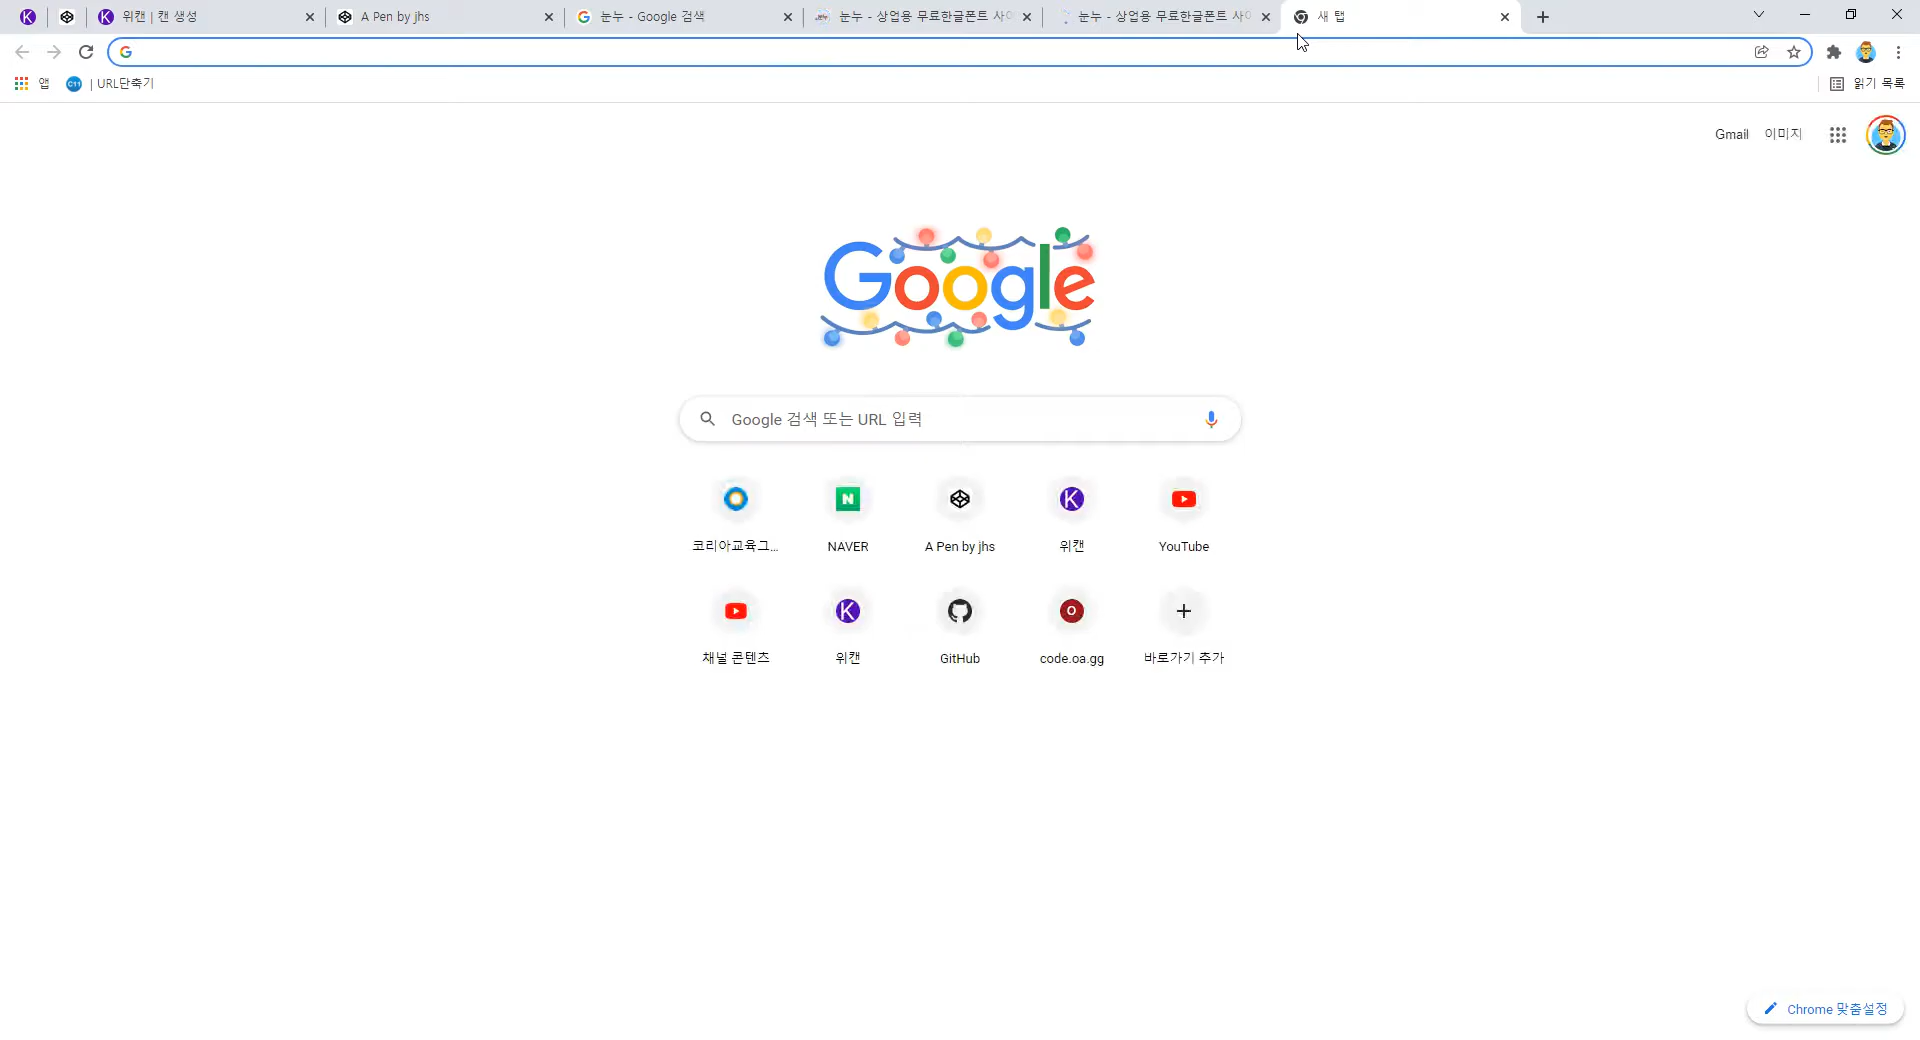 위캔 | 캔 생성
A Pen by jhs
눈누 - Google 검색
눈누 - 상업용 무료한글폰트 사이
눈누 - 상업용 무료한글폰트 사이
새 탭
앱
| URL단축기
읽기 목록
Gmail 이미지
Google
Google 검색 또는 URL 입력
코리아교육그...
NAVER
A Pen by jhs
위캔
YouTube
채널 콘텐츠
위캔
GitHub
code.oa.gg
바로가기 추가
Chrome 맞춤설정